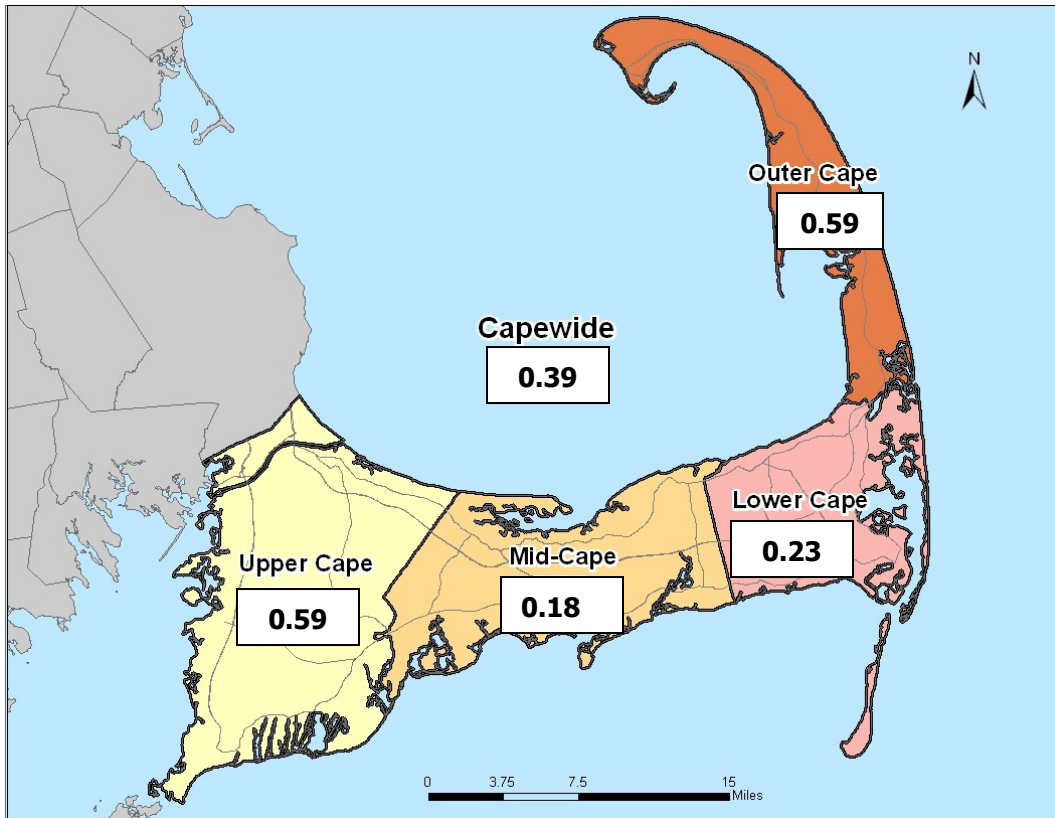 N
Outer Cape
0.59
Capewide
0.39
Lower Cape
0.23
Mid-Cape
0.18
Upper Cape
0.59
0 3.75 7.5 15
Miles